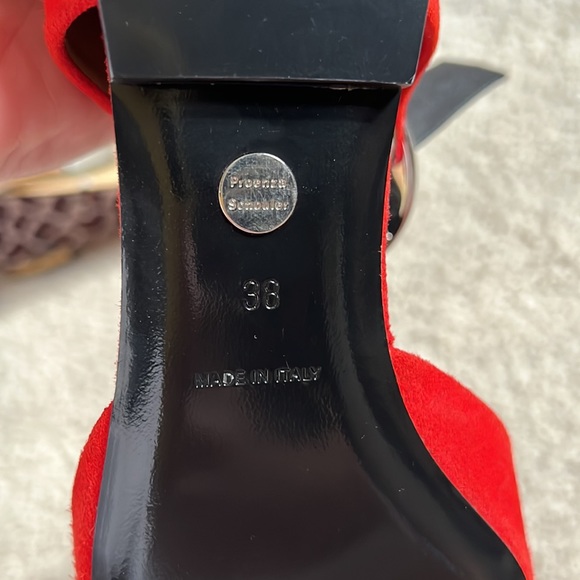 Proenza
Schouler
38
MADE IN ITALY